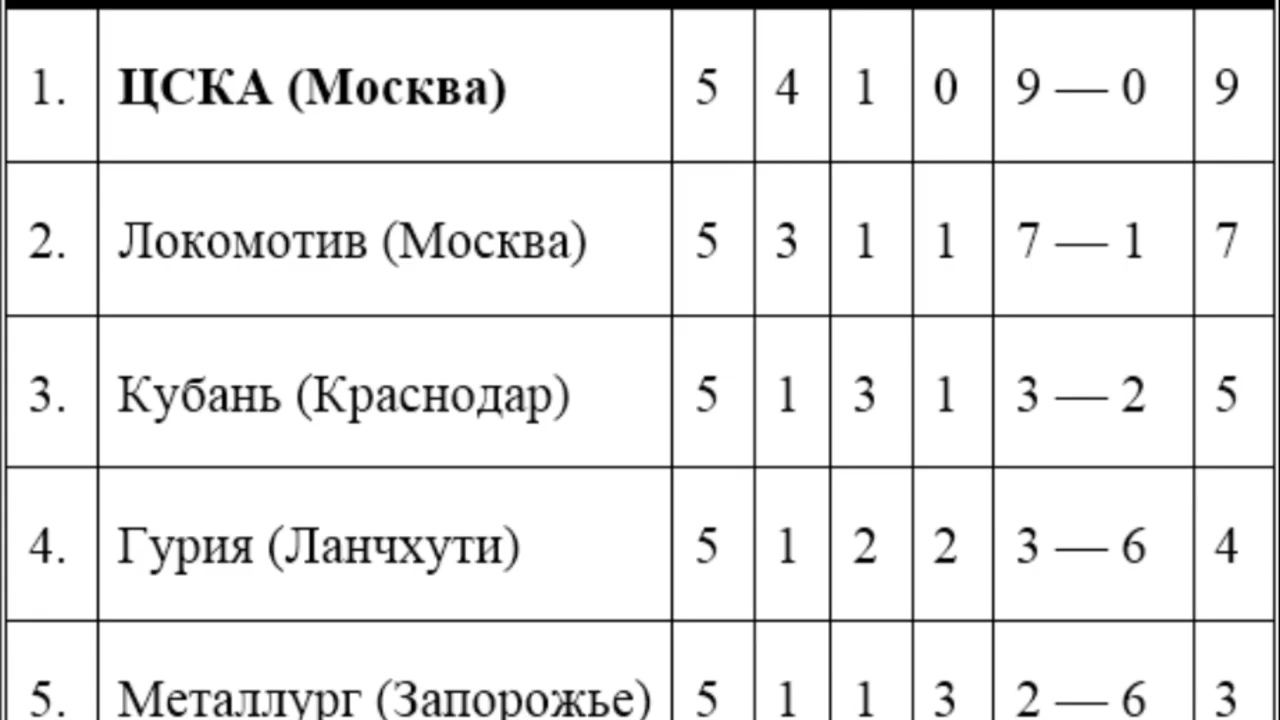 1. ЦСКА (Москва) 5 4 1 0 9 — 0 9
2. Локомотив (Москва) 5 3 1 1 7 — 1 7
3. Кубань (Краснодар) 5 1 3 1 3 — 2 5
4. Гурия (Ланчхути) 5 1 2 2 3 — 6 4
5. Металлург (Запорожье) 5 1 1 3 2 — 6 3